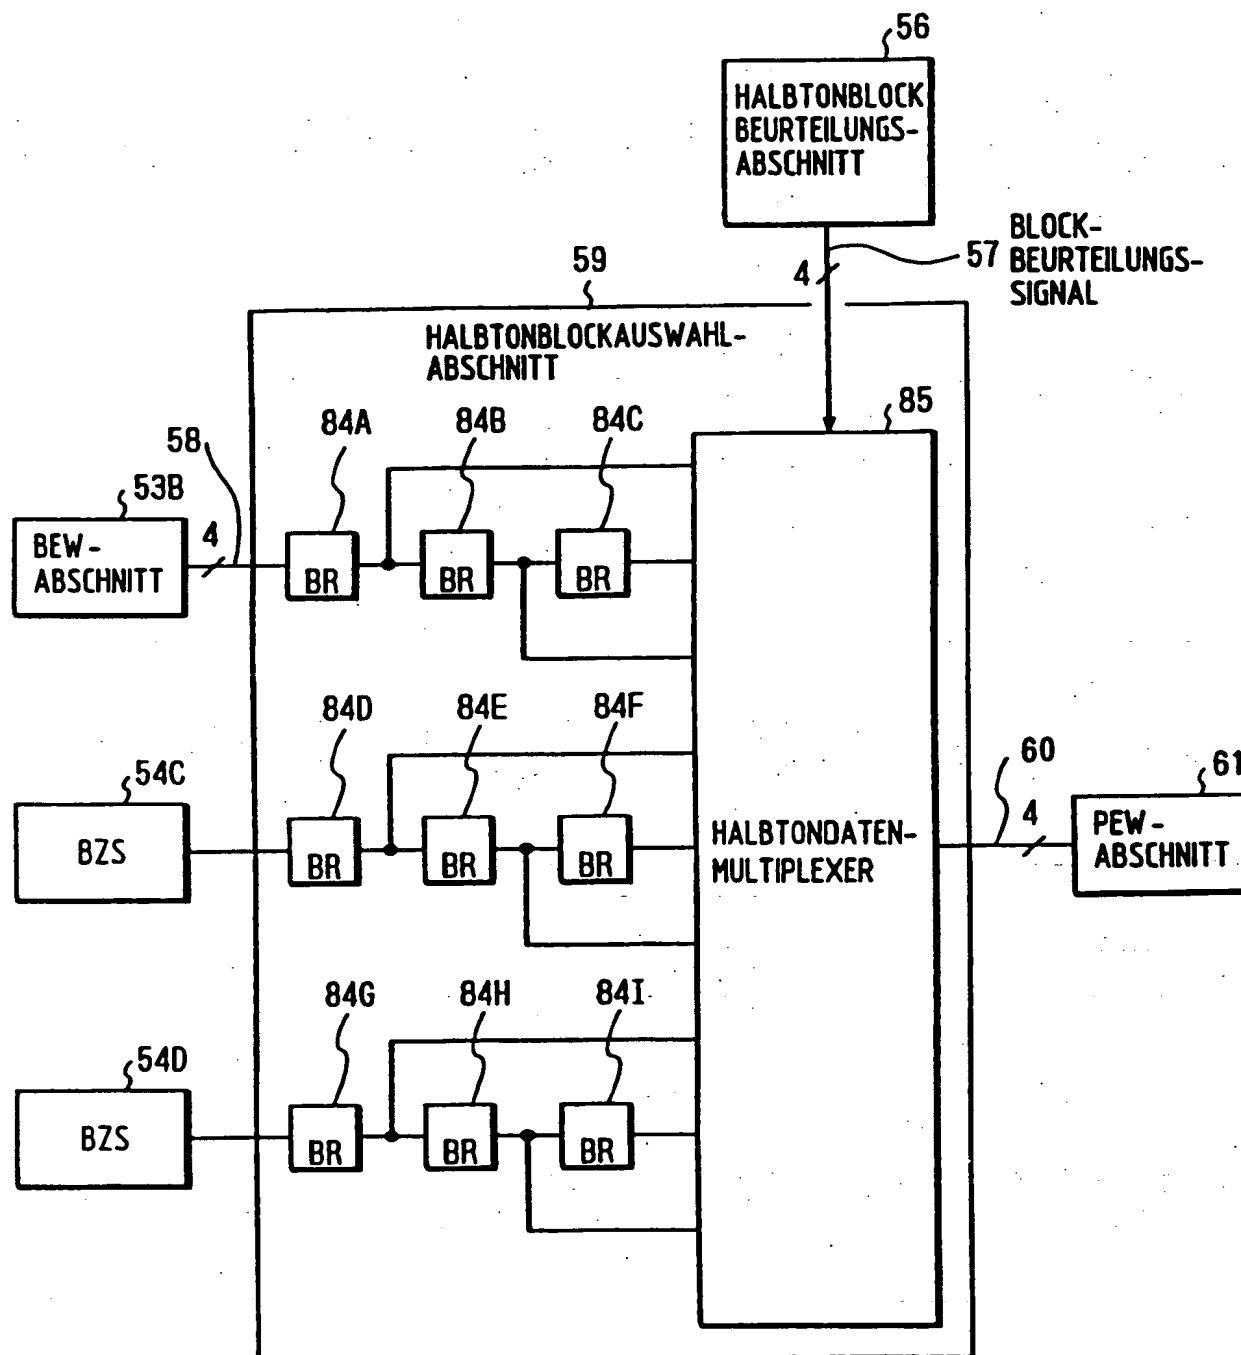 56
HALBTONBLOCK
BEURTEILUNGS-
ABSCHNITT
57
BLOCK-
BEURTEILUNGS-
SIGNAL
4
59
HALBTONBLOCKAUSWAHL-
ABSCHNITT
85
58
84A
84B
84C
53B
BEW-
ABSCHNITT
4
BR
BR
BR
84D
84E
84F
54C
BZS
BR
BR
BR
HALBTONDATEN-
MULTIPLEXER
60
4
61
PEW-
ABSCHNITT
84G
84H
84I
54D
BZS
BR
BR
BR